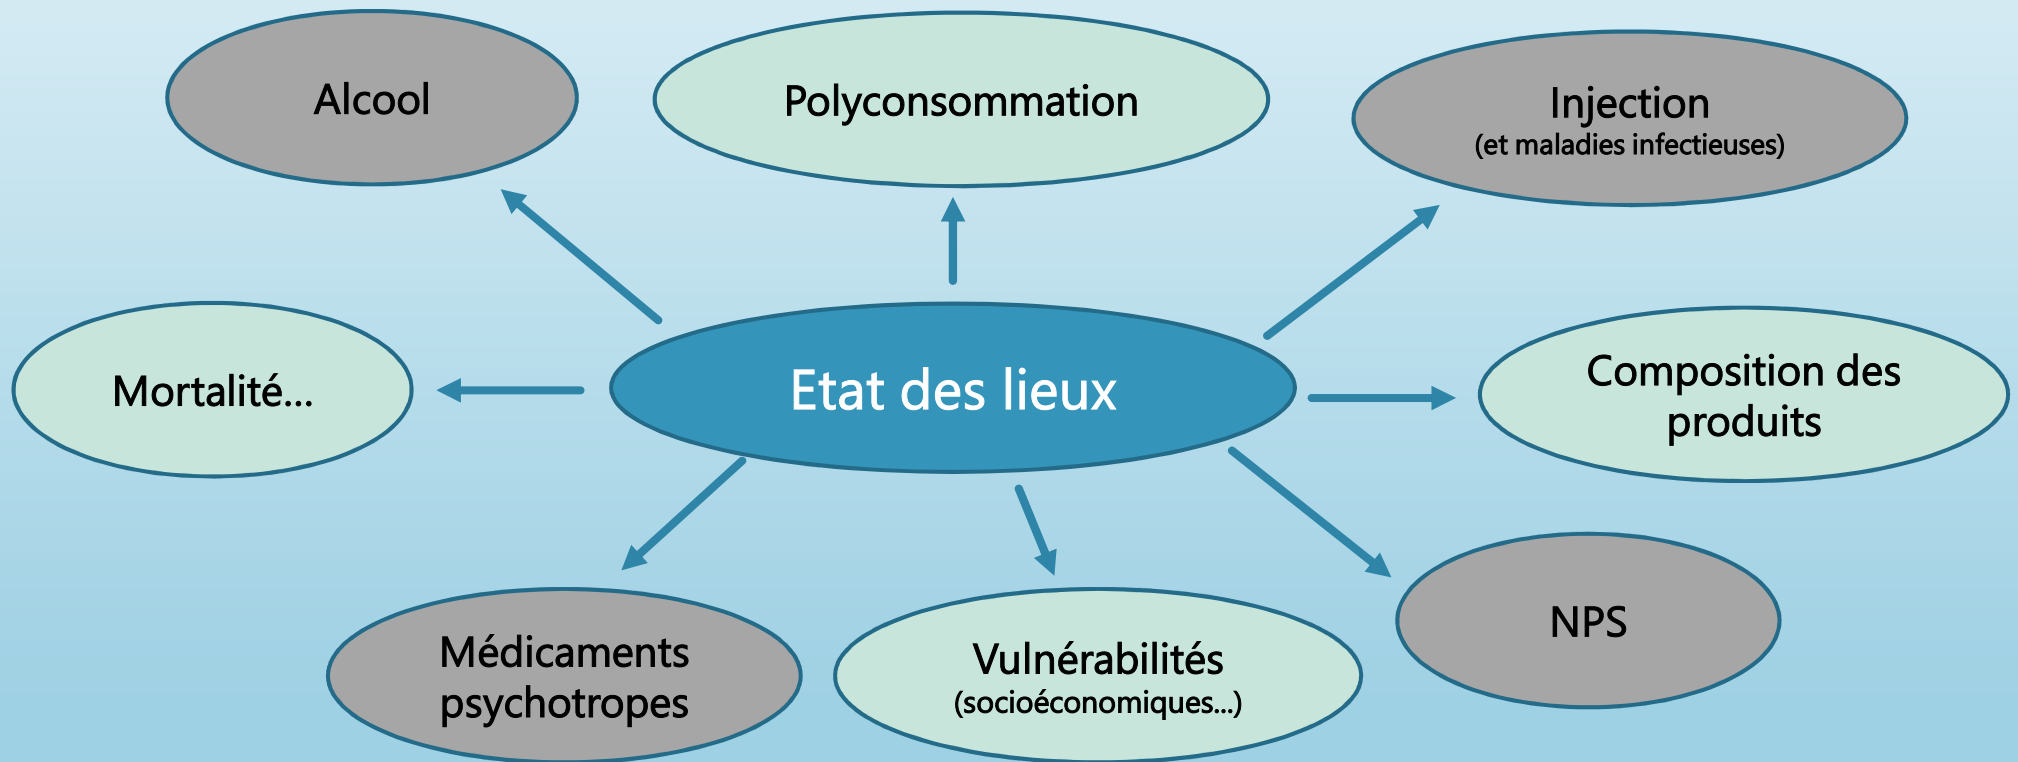 Alcool
Polyconsommation
Injection
(et maladies infectieuses)
Mortalité...
Etat des lieux
Composition des
produits
Médicaments
psychotropes
Vulnérabilités
(socioéconomiques...)
NPS